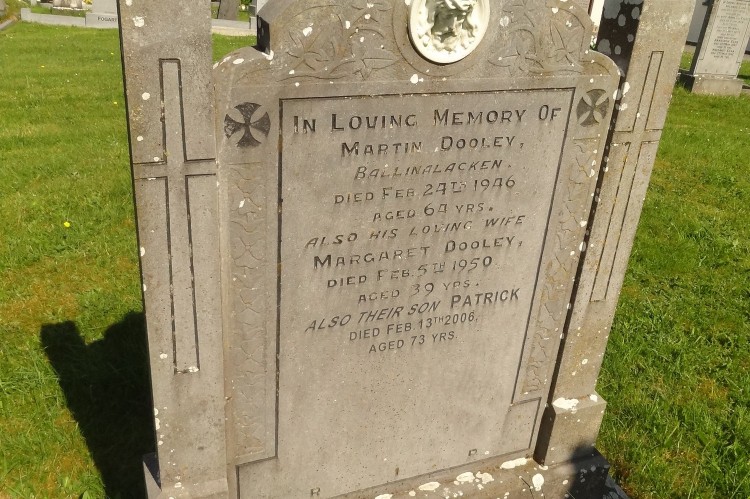 In Loving Memory Of
Martin Dooley,
Ballinalacken.
Died Feb. 24th 1946
Aged 64 yrs.
Also His Loving Wife
Margaret Dooley,
Died Feb. 5th 1950
Aged 39 yrs.
Also Their Son Patrick
Died Feb 13th 2006,
Aged 73 yrs.
R I P